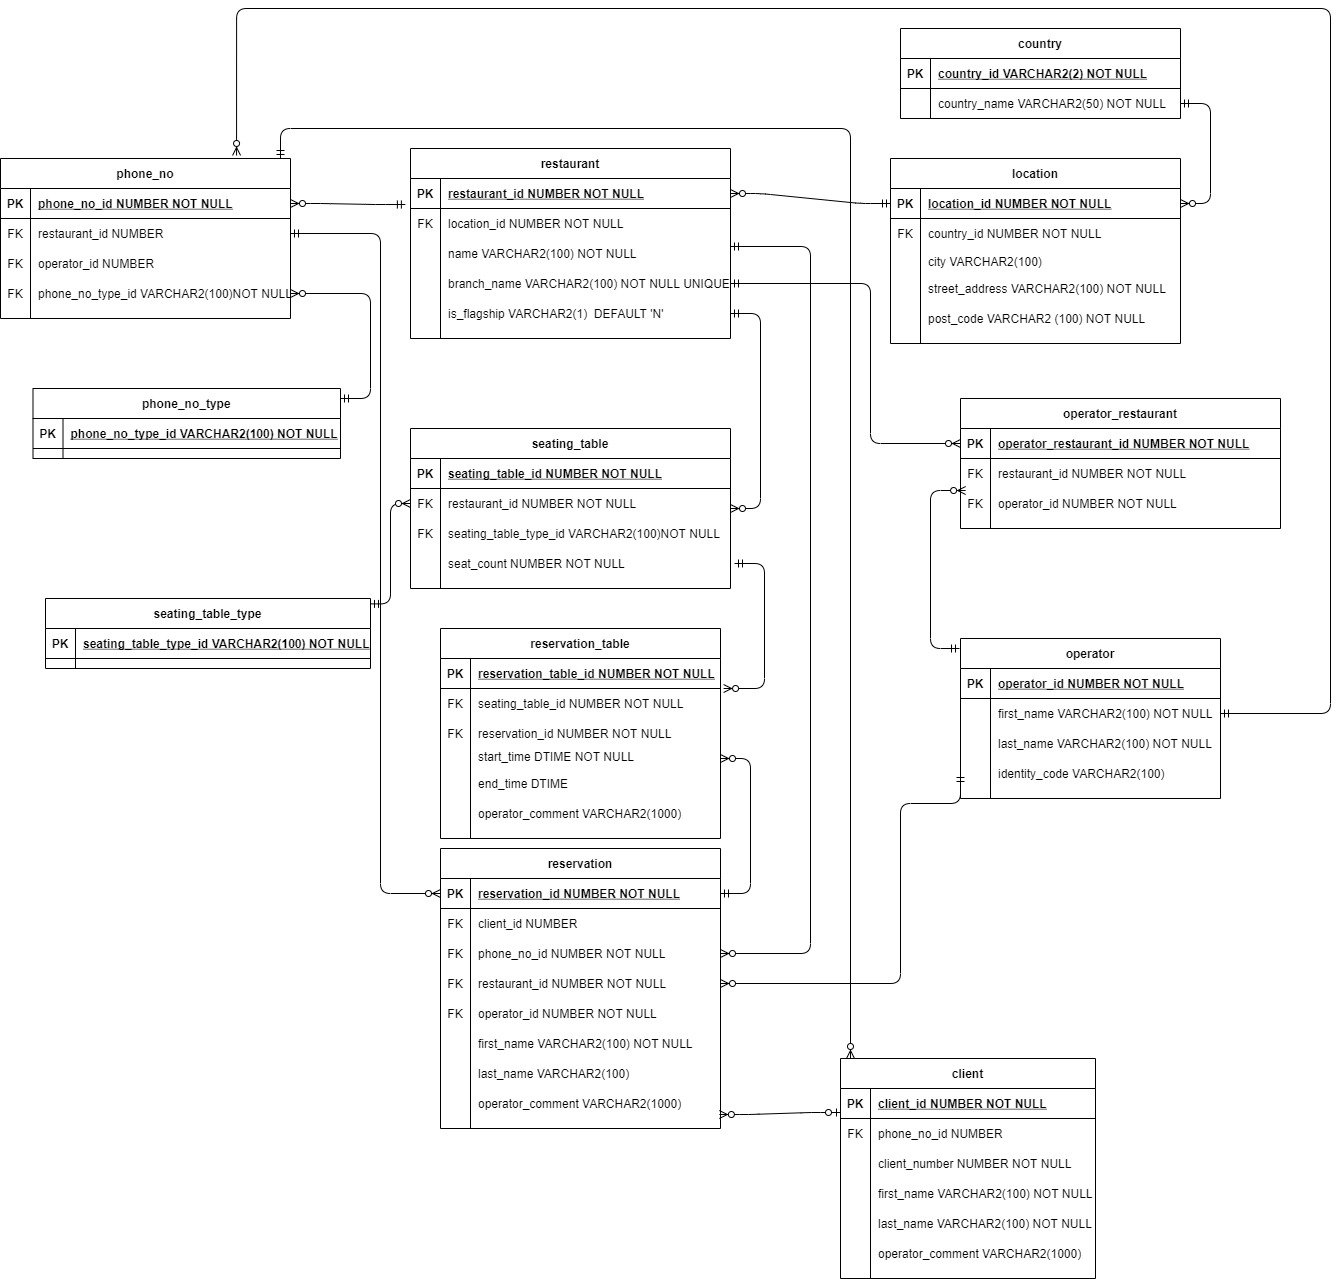 country
PK country_id VARCHAR2(2) NOT NULL
country_name VARCHAR2(50) NOT NULL
phone_no
PK phone_no_id NUMBER NOT NULL
FK restaurant_id NUMBER
FK operator_id NUMBER
FK phone_no_type_id VARCHAR2(100)NOT NULL
restaurant
PK restaurant_id NUMBER NOT NULL
FK location_id NUMBER NOT NULL
name VARCHAR2(100) NOT NULL
branch_name VARCHAR2(100) NOT NULL UNIQUE
is_flagship VARCHAR2(1) DEFAULT 'N'
location
PK location_id NUMBER NOT NULL
FK country_id NUMBER NOT NULL
city VARCHAR2(100)
street_address VARCHAR2(100) NOT NULL
post_code VARCHAR2 (100) NOT NULL
phone_no_type
PK phone_no_type_id VARCHAR2(100) NOT NULL
seating_table
PK seating_table_id NUMBER NOT NULL
FK restaurant_id NUMBER NOT NULL
FK seating_table_type_id VARCHAR2(100)NOT NULL
seat_count NUMBER NOT NULL
operator_restaurant
PK operator_restaurant_id NUMBER NOT NULL
FK restaurant_id NUMBER NOT NULL
FK operator_id NUMBER NOT NULL
seating_table_type
PK seating_table_type_id VARCHAR2(100) NOT NULL
reservation_table
PK reservation_table_id NUMBER NOT NULL
FK seating_table_id NUMBER NOT NULL
FK reservation_id NUMBER NOT NULL
start_time DTIME NOT NULL
end_time DTIME
operator_comment VARCHAR2(1000)
operator
PK operator_id NUMBER NOT NULL
first_name VARCHAR2(100) NOT NULL
last_name VARCHAR2(100) NOT NULL
identity_code VARCHAR2(100)
reservation
PK reservation_id NUMBER NOT NULL
FK client_id NUMBER
FK phone_no_id NUMBER NOT NULL
FK restaurant_id NUMBER NOT NULL
FK operator_id NUMBER NOT NULL
first_name VARCHAR2(100) NOT NULL
last_name VARCHAR2(100)
operator_comment VARCHAR2(1000)
client
PK client_id NUMBER NOT NULL
FK phone_no_id NUMBER
client_number NUMBER NOT NULL
first_name VARCHAR2(100) NOT NULL
last_name VARCHAR2(100) NOT NULL
operator_comment VARCHAR2(1000)